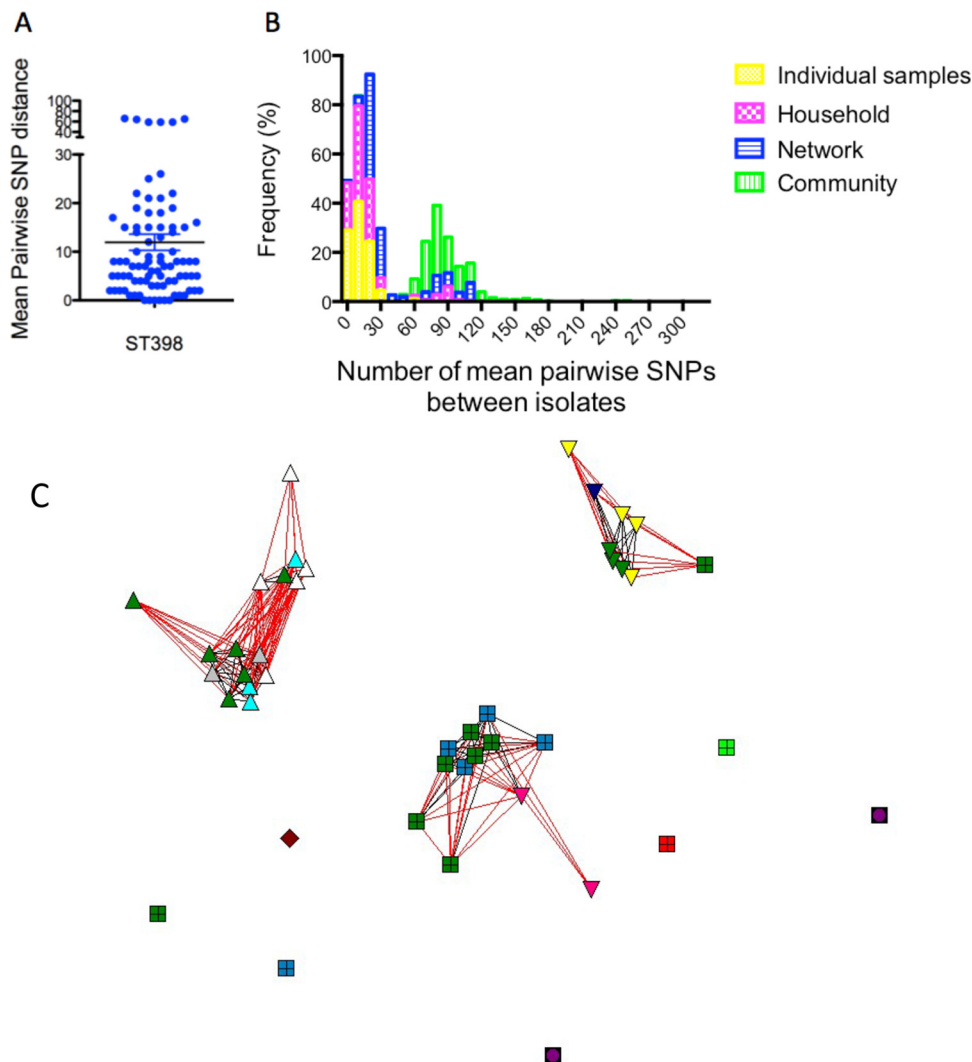 A
Mean Pairwise SNP distance
100
80
60
40
30
20
10
0
ST398
B
Frequency (%)
100
80
60
40
20
0
0 30 60 90 120 150 180 210 240 270 300
Number of mean pairwise SNPs
between isolates
Individual samples
Household
Network
Community
C